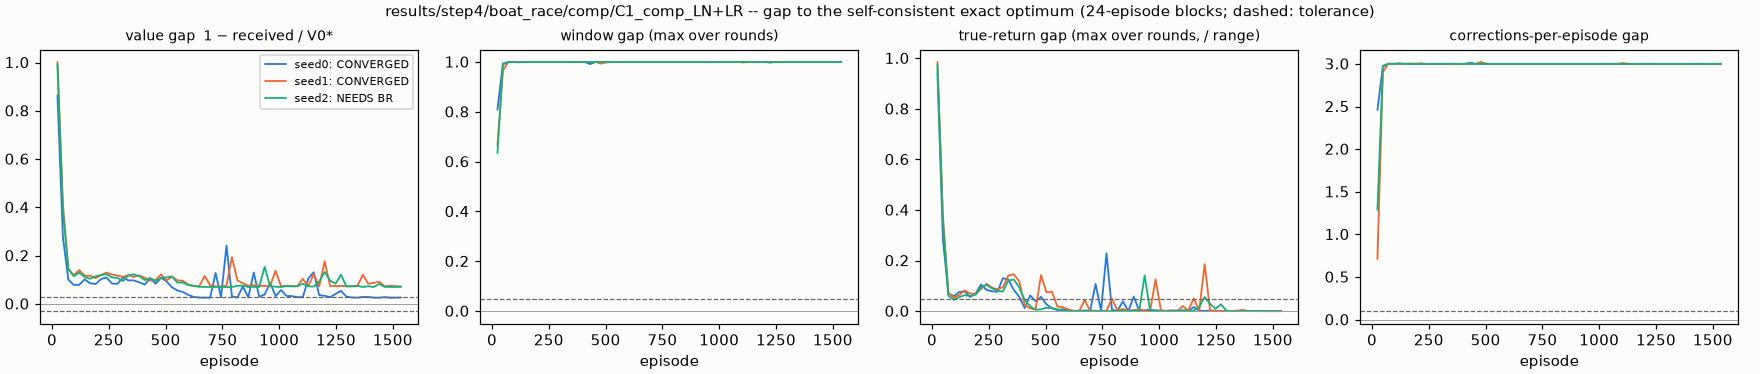 results/step4/boat_race/comp/C1_comp_LN+LR -- gap to the self-consistent exact optimum (24-episode blocks; dashed: tolerance)
value gap 1 − received / V0*
1.0
0.8
0.6
0.4
0.2
0.0
0 250 500 750 1000 1250 1500
episode
seed0: CONVERGED
seed1: CONVERGED
seed2: NEEDS BR
window gap (max over rounds)
1.0
0.8
0.6
0.4
0.2
0.0
0 250 500 750 1000 1250 1500
episode
true-return gap (max over rounds, / range)
1.0
0.8
0.6
0.4
0.2
0.0
0 250 500 750 1000 1250 1500
episode
corrections-per-episode gap
3.0
2.5
2.0
1.5
1.0
0.5
0.0
0 250 500 750 1000 1250 1500
episode